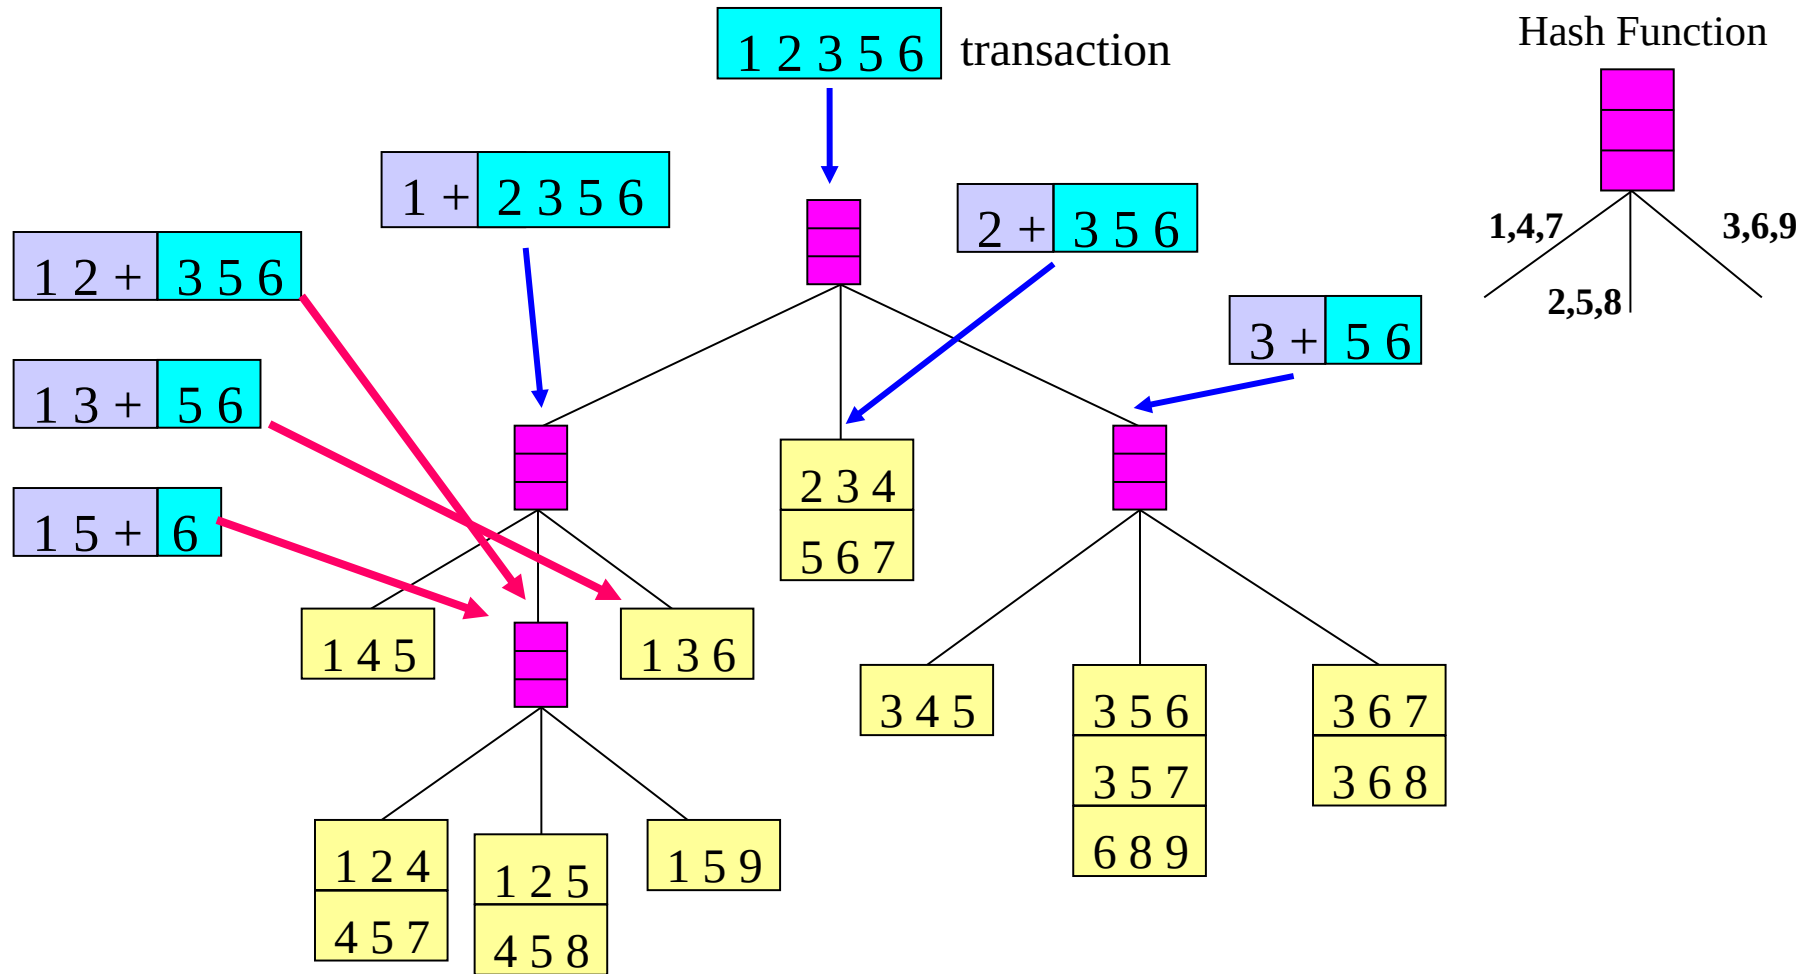 1 2 3 5 6 transaction
Hash Function
1,4,7
2,5,8
3,6,9
1 + 2 3 5 6
2 + 3 5 6
3 + 5 6
1 2 + 3 5 6
1 3 + 5 6
1 5 + 6
2 3 4
5 6 7
1 4 5
1 3 6
3 4 5
3 5 6
3 5 7
6 8 9
3 6 7
3 6 8
1 2 4
4 5 7
1 2 5
4 5 8
1 5 9